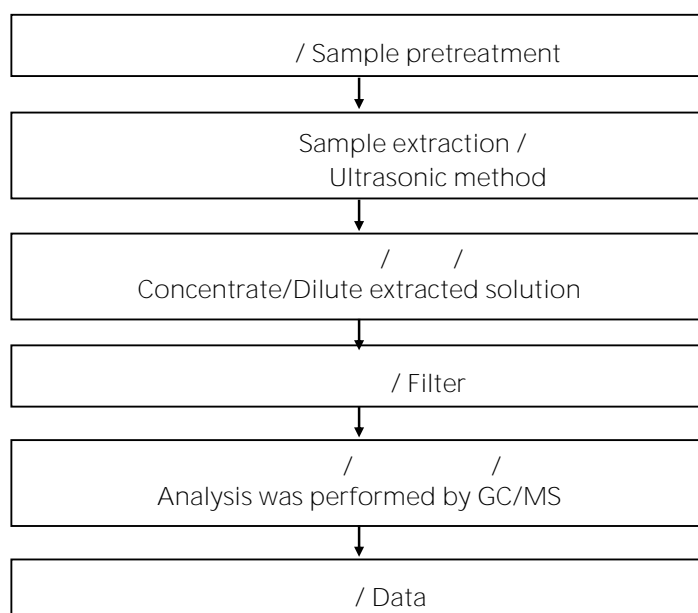 / Sample pretreatment
Sample extraction /
Ultrasonic method
/ /
Concentrate/Dilute extracted solution
/ Filter
/ /
Analysis was performed by GC/MS
/ Data